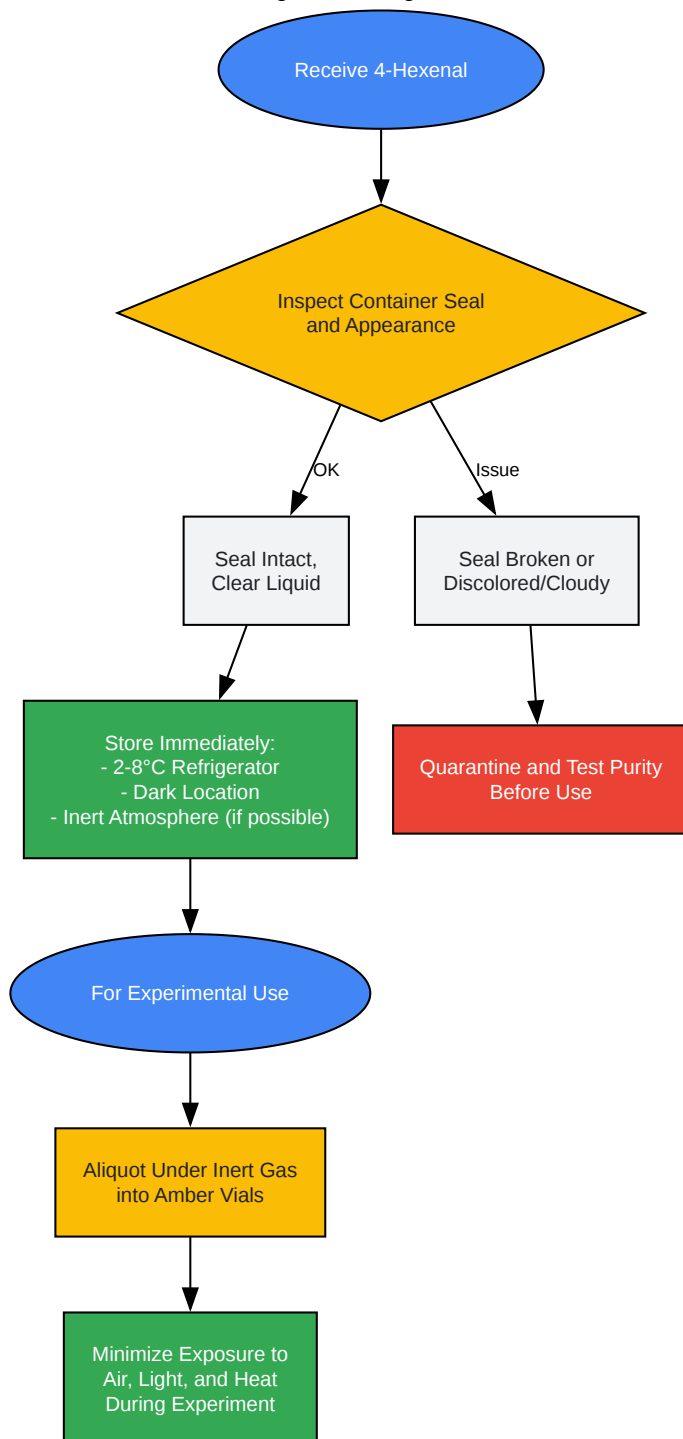 Receive 4-Hexenal
Inspect Container Seal
and Appearance
OK
Issue
Seal Intact,
Clear Liquid
Seal Broken or
Discolored/Cloudy
Store Immediately:
- 2-8°C Refrigerator
- Dark Location
- Inert Atmosphere (if possible)
Quarantine and Test Purity
Before Use
For Experimental Use
Aliquot Under Inert Gas
into Amber Vials
Minimize Exposure to
Air, Light, and Heat
During Experiment